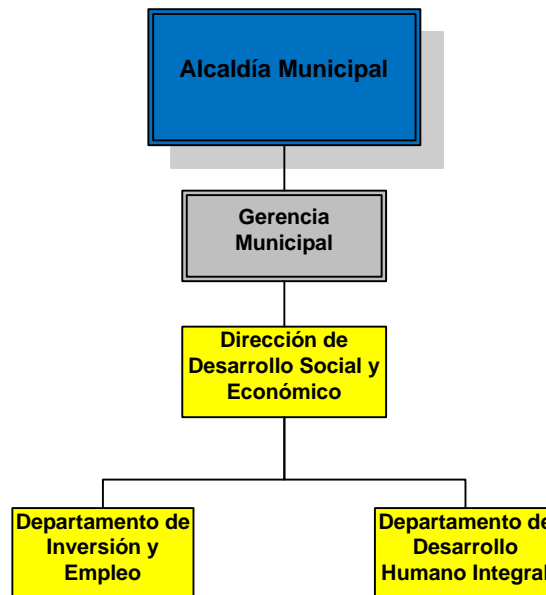 Alcaldía Municipal
Gerencia
Municipal
Dirección de
Desarrollo Social y
Económico
Departamento de
Inversión y
Empleo
Departamento de
Desarrollo
Humano Integral